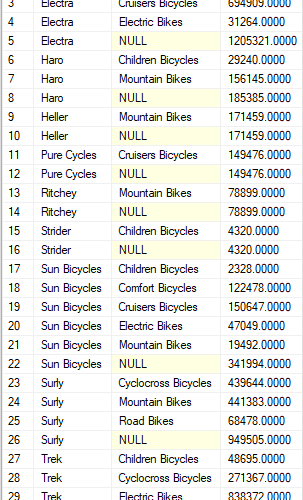 3 Electra Cruisers Bicycles 694909.0000
4 Electra Electric Bikes 31264.0000
5 Electra NULL 1205321.0000
6 Haro Children Bicycles 29240.0000
7 Haro Mountain Bikes 156145.0000
8 Haro NULL 185385.0000
9 Heller Mountain Bikes 171459.0000
10 Heller NULL 171459.0000
11 Pure Cycles Cruisers Bicycles 149476.0000
12 Pure Cycles NULL 149476.0000
13 Ritchey Mountain Bikes 78899.0000
14 Ritchey NULL 78899.0000
15 Strider Children Bicycles 4320.0000
16 Strider NULL 4320.0000
17 Sun Bicycles Children Bicycles 2328.0000
18 Sun Bicycles Comfort Bicycles 122478.0000
19 Sun Bicycles Cruisers Bicycles 150647.0000
20 Sun Bicycles Electric Bikes 47049.0000
21 Sun Bicycles Mountain Bikes 19492.0000
22 Sun Bicycles NULL 341994.0000
23 Surly Cyclocross Bicycles 439644.0000
24 Surly Mountain Bikes 441383.0000
25 Surly Road Bikes 68478.0000
26 Surly NULL 949505.0000
27 Trek Children Bicycles 48695.0000
28 Trek Cyclocross Bicycles 271367.0000
29 Trek Electric Bikes 838372.0000